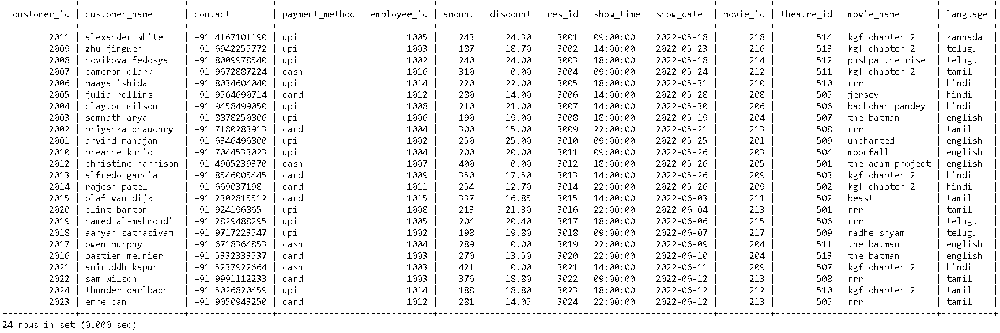 | customer_id | customer_name | contact | payment_method | employee_id | amount | discount | res_id | show_time | show_date | movie_id | theatre_id | movie_name | language |
| 2011 | alexander white | +91 4167101190 | upi | 1005 | 243 | 24.30 | 3001 | 09:00:00 | 2022-05-18 | 218 | 514 | kgf chapter 2 | kannada |
| 2009 | zhu jingwen | +91 6942255772 | upi | 1003 | 187 | 18.70 | 3002 | 14:00:00 | 2022-05-23 | 216 | 513 | kgf chapter 2 | telugu |
| 2008 | novikova fedosya | +91 8009978540 | upi | 1002 | 240 | 24.00 | 3003 | 18:00:00 | 2022-05-18 | 214 | 512 | pushpa the rise | telugu |
| 2007 | cameron clark | +91 9672887224 | cash | 1016 | 310 | 0.00 | 3004 | 09:00:00 | 2022-05-24 | 212 | 511 | kgf chapter 2 | tamil |
| 2006 | maaya ishida | +91 8034604040 | upi | 1014 | 220 | 22.00 | 3005 | 18:00:00 | 2022-05-31 | 210 | 510 | rrr | hindi |
| 2005 | julia rollins | +91 9564690714 | card | 1012 | 280 | 14.00 | 3006 | 14:00:00 | 2022-05-28 | 208 | 505 | jersey | hindi |
| 2004 | clayton wilson | +91 9458499050 | upi | 1008 | 210 | 21.00 | 3007 | 14:00:00 | 2022-05-30 | 206 | 506 | bachchan pandey | hindi |
| 2003 | somnath arya | +91 8878250806 | upi | 1006 | 190 | 19.00 | 3008 | 18:00:00 | 2022-05-19 | 204 | 507 | the batman | english |
| 2002 | priyanka chaudhry | +91 7180283913 | card | 1004 | 300 | 15.00 | 3009 | 22:00:00 | 2022-05-21 | 213 | 508 | rrr | tamil |
| 2001 | arvind mahajan | +91 6346496800 | upi | 1002 | 250 | 25.00 | 3010 | 09:00:00 | 2022-05-25 | 201 | 509 | uncharted | english |
| 2010 | breanne kuhic | +91 7044533023 | upi | 1004 | 200 | 20.00 | 3011 | 09:00:00 | 2022-05-26 | 203 | 504 | moonfall | english |
| 2012 | christine harrison | +91 4905239370 | cash | 1007 | 400 | 0.00 | 3012 | 18:00:00 | 2022-05-26 | 205 | 501 | the adam project | english |
| 2013 | alfredo garcia | +91 8546005445 | card | 1009 | 350 | 17.50 | 3013 | 14:00:00 | 2022-05-26 | 209 | 503 | kgf chapter 2 | hindi |
| 2014 | rajesh patel | +91 669037198 | card | 1011 | 254 | 12.70 | 3014 | 22:00:00 | 2022-05-26 | 209 | 502 | kgf chapter 2 | hindi |
| 2015 | olaf van dijk | +91 2302815512 | card | 1015 | 337 | 16.85 | 3015 | 14:00:00 | 2022-06-03 | 211 | 502 | beast | tamil |
| 2020 | clint barton | +91 924196865 | upi | 1008 | 213 | 21.30 | 3016 | 22:00:00 | 2022-06-04 | 213 | 501 | rrr | tamil |
| 2019 | hamed al-mahmoudi | +91 2829488295 | upi | 1005 | 204 | 20.40 | 3017 | 18:00:00 | 2022-06-06 | 215 | 506 | rrr | telugu |
| 2018 | aaryan sathasivam | +91 9717223547 | upi | 1002 | 198 | 19.80 | 3018 | 09:00:00 | 2022-06-07 | 217 | 509 | radhe shyam | telugu |
| 2017 | owen murphy | +91 6718364853 | cash | 1004 | 289 | 0.00 | 3019 | 22:00:00 | 2022-06-09 | 204 | 511 | the batman | english |
| 2016 | bastien meunier | +91 5332333537 | card | 1003 | 270 | 13.50 | 3020 | 22:00:00 | 2022-06-10 | 204 | 513 | the batman | english |
| 2021 | aniruddh kapur | +91 5237922664 | cash | 1003 | 421 | 0.00 | 3021 | 14:00:00 | 2022-06-11 | 209 | 507 | kgf chapter 2 | hindi |
| 2022 | sam wilson | +91 9991112233 | card | 1003 | 376 | 18.80 | 3022 | 09:00:00 | 2022-06-12 | 213 | 508 | rrr | tamil |
| 2024 | thunder carlbach | +91 5026820459 | upi | 1014 | 188 | 18.80 | 3023 | 18:00:00 | 2022-06-12 | 212 | 510 | kgf chapter 2 | tamil |
| 2023 | emre can | +91 9050943250 | card | 1012 | 281 | 14.05 | 3024 | 22:00:00 | 2022-06-12 | 213 | 505 | rrr | tamil |
24 rows in set (0.000 sec)